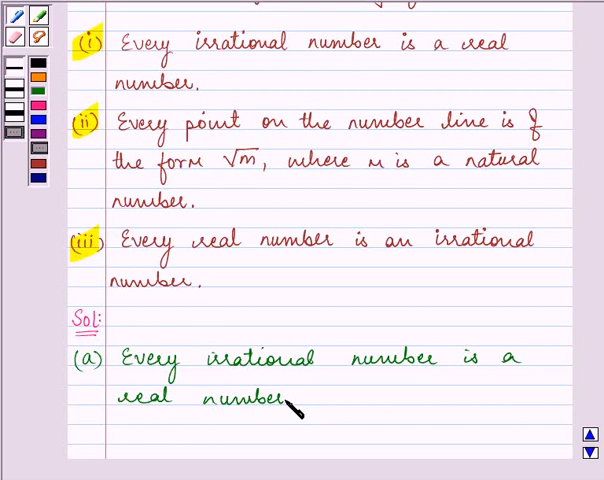 (i) Every irrational number is a real
number.
(ii) Every point on the number line is of
the form √m, where m is a natural
number.
(iii) Every real number is an irrational
number.
Sol:
(a) Every irrational number is a
real number